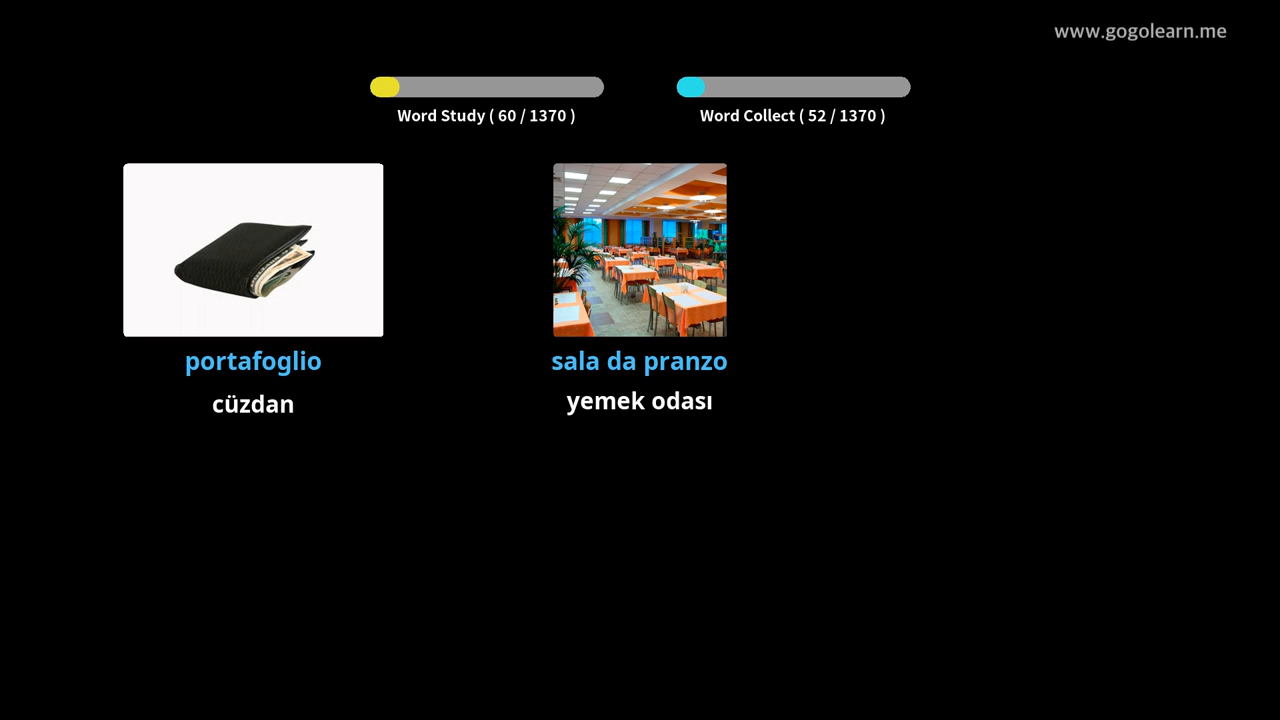 www.gogolearn.me
Word Study ( 60 / 1370 )
Word Collect ( 52 / 1370 )
portafoglio
cüzdan
sala da pranzo
yemek odası